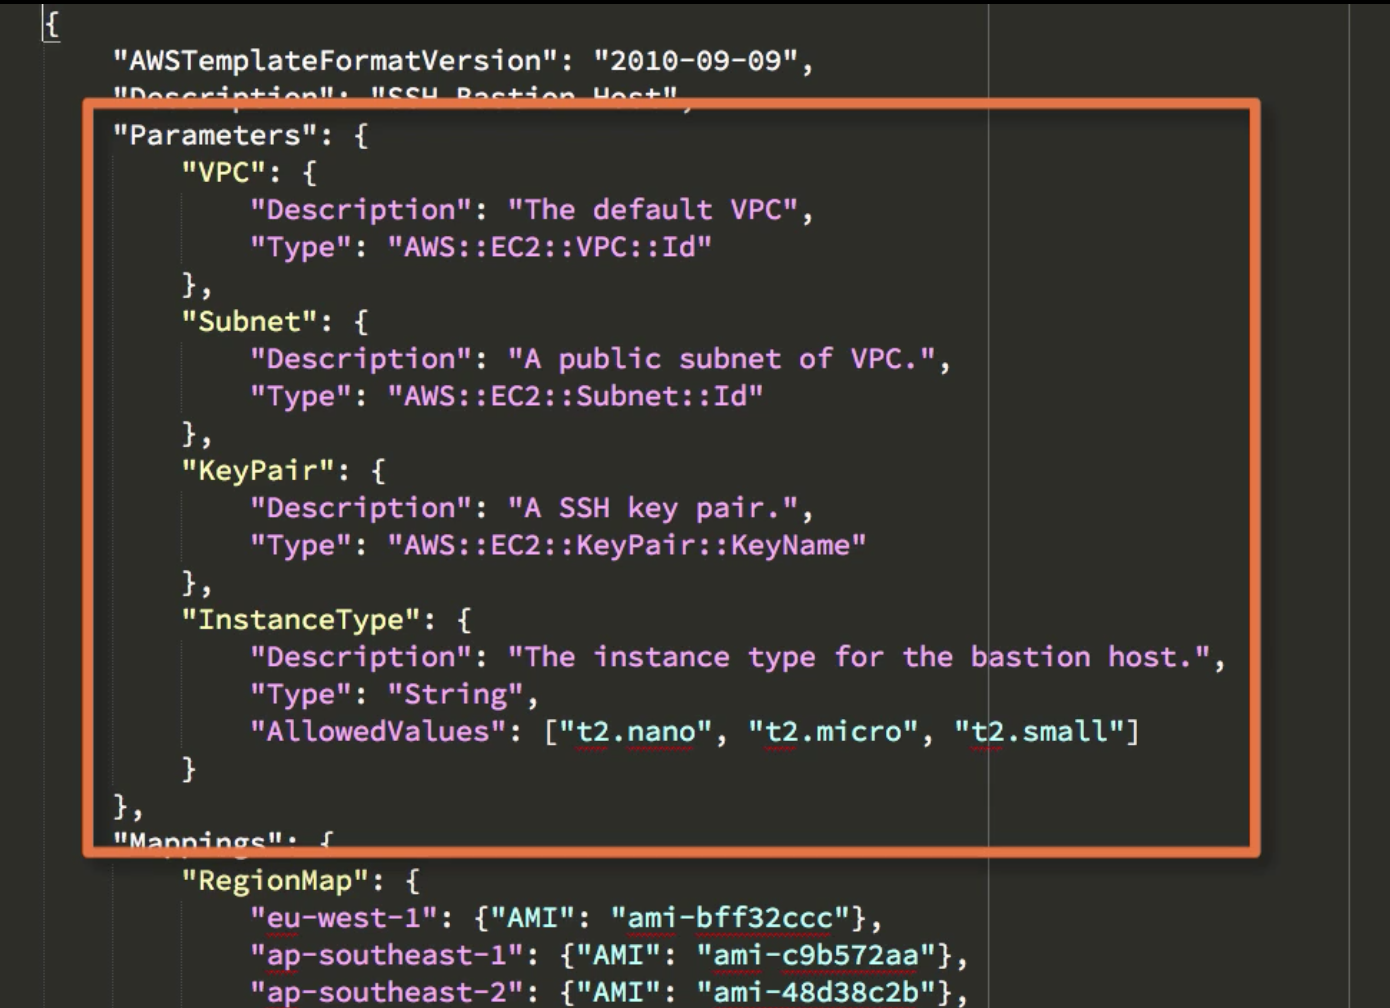 {
"AWSTemplateFormatVersion": "2010-09-09",
"Description": "SSH Bastion Host",
"Parameters": {
"VPC": {
"Description": "The default VPC",
"Type": "AWS::EC2::VPC::Id"
},
"Subnet": {
"Description": "A public subnet of VPC.",
"Type": "AWS::EC2::Subnet::Id"
},
"KeyPair": {
"Description": "A SSH key pair.",
"Type": "AWS::EC2::KeyPair::KeyName"
},
"InstanceType": {
"Description": "The instance type for the bastion host.",
"Type": "String",
"AllowedValues": ["t2.nano", "t2.micro", "t2.small"]
}
},
"Mappings": {
"RegionMap": {
"eu-west-1": {"AMI": "ami-bff32ccc"},
"ap-southeast-1": {"AMI": "ami-c9b572aa"},
"ap-southeast-2": {"AMI": "ami-48d38c2b"},